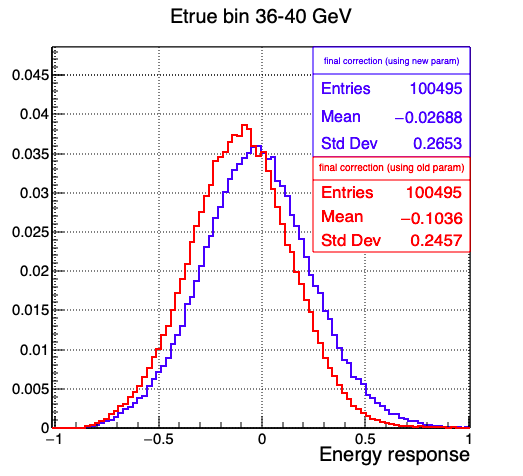 Etrue bin 36-40 GeV
final correction (using new param)
Entries 100495
Mean −0.02688
Std Dev 0.2653
final correction (using old param)
Entries 100495
Mean −0.1036
Std Dev 0.2457
0.045
0.04
0.035
0.03
0.025
0.02
0.015
0.01
0.005
0
−1 −0.5 0 0.5 1
Energy response